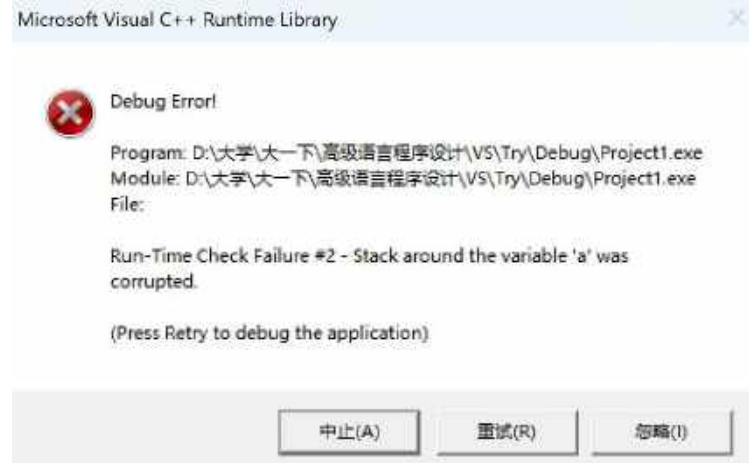 Microsoft Visual C++ Runtime Library
Debug Error!
Program: D:\大学\大一下\高级语言程序设计\VS\Try\Debug\Project1.exe
Module: D:\大学\大一下\高级语言程序设计\VS\Try\Debug\Project1.exe
File:
Run-Time Check Failure #2 - Stack around the variable 'a' was
corrupted.
(Press Retry to debug the application)
中止(A)
重试(R)
忽略(I)